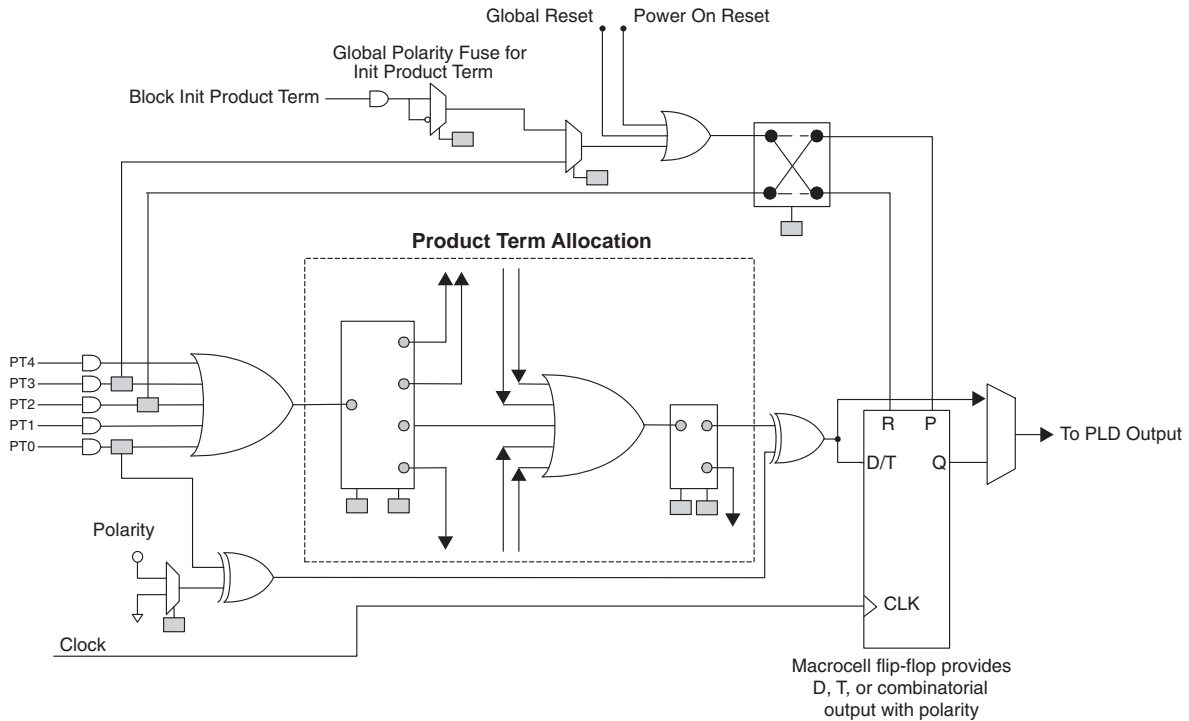 Global Reset
Power On Reset
Global Polarity Fuse for
Init Product Term
Block Init Product Term
Product Term Allocation
PT4
PT3
PT2
PT1
PT0
R
P
To PLD Output
D/T
Q
Polarity
CLK
Clock
Macrocell flip-flop provides
D, T, or combinatorial
output with polarity